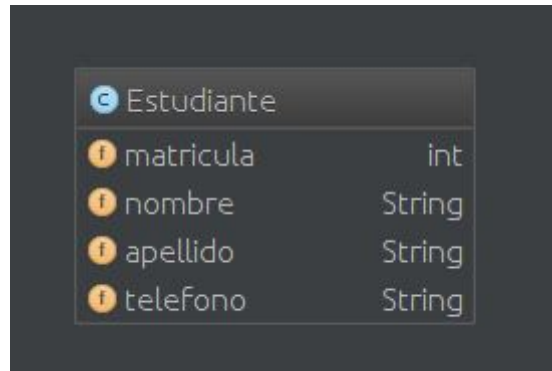 C Estudiante
f matricula int
f nombre String
f apellido String
f telefono String